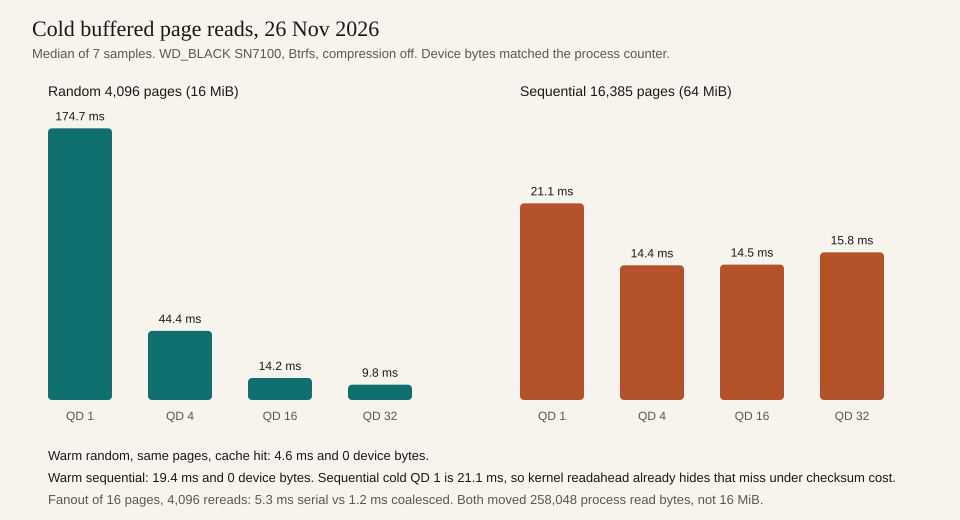 Cold buffered page reads, 26 Nov 2026
Median of 7 samples. WD_BLACK SN7100, Btrfs, compression off. Device bytes matched the process counter.
Random 4,096 pages (16 MiB)
174.7 ms
44.4 ms
14.2 ms
9.8 ms
QD 1
QD 4
QD 16
QD 32
Sequential 16,385 pages (64 MiB)
21.1 ms
14.4 ms
14.5 ms
15.8 ms
QD 1
QD 4
QD 16
QD 32
Warm random, same pages, cache hit: 4.6 ms and 0 device bytes.
Warm sequential: 19.4 ms and 0 device bytes. Sequential cold QD 1 is 21.1 ms, so kernel readahead already hides that miss under checksum cost.
Fanout of 16 pages, 4,096 rereads: 5.3 ms serial vs 1.2 ms coalesced. Both moved 258,048 process read bytes, not 16 MiB.